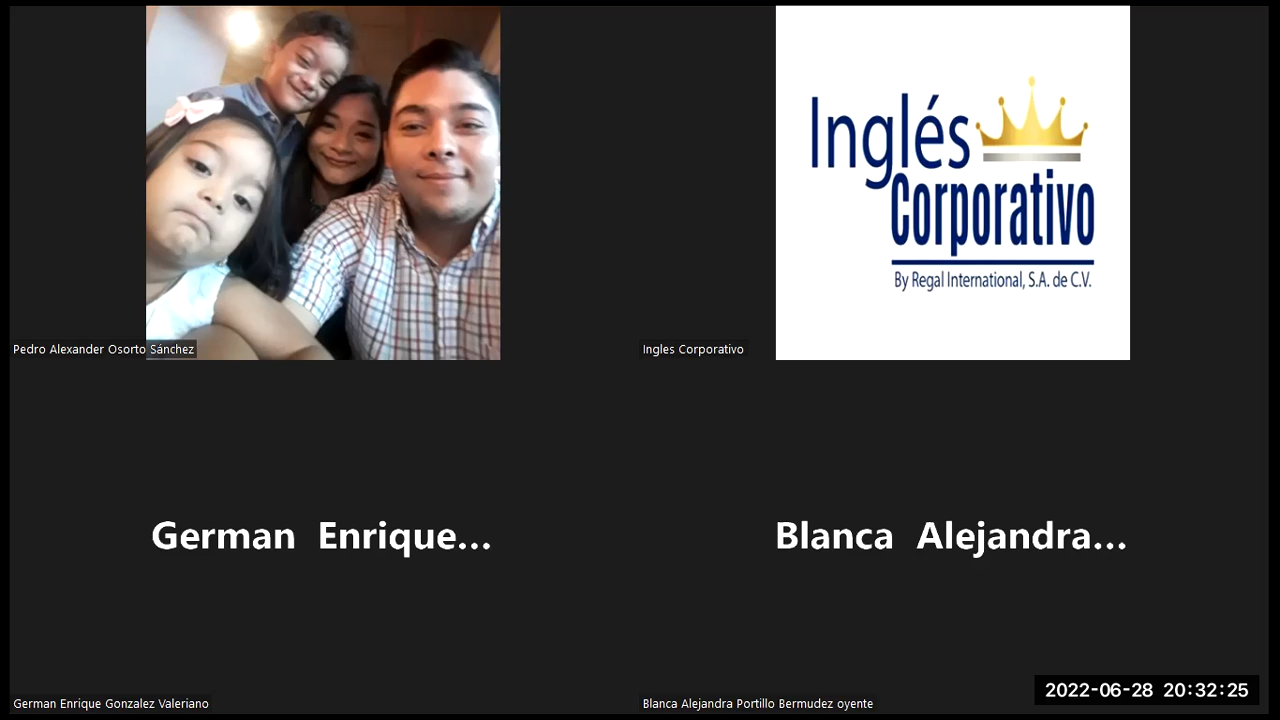 Inglés
Corporativo
By Regal International, S.A. de C.V.
Pedro Alexander Osorto Sánchez
Ingles Corporativo
German Enrique...
Blanca Alejandra...
German Enrique Gonzalez Valeriano
Blanca Alejandra Portillo Bermudez oyente
2022-06-28 20:32:25